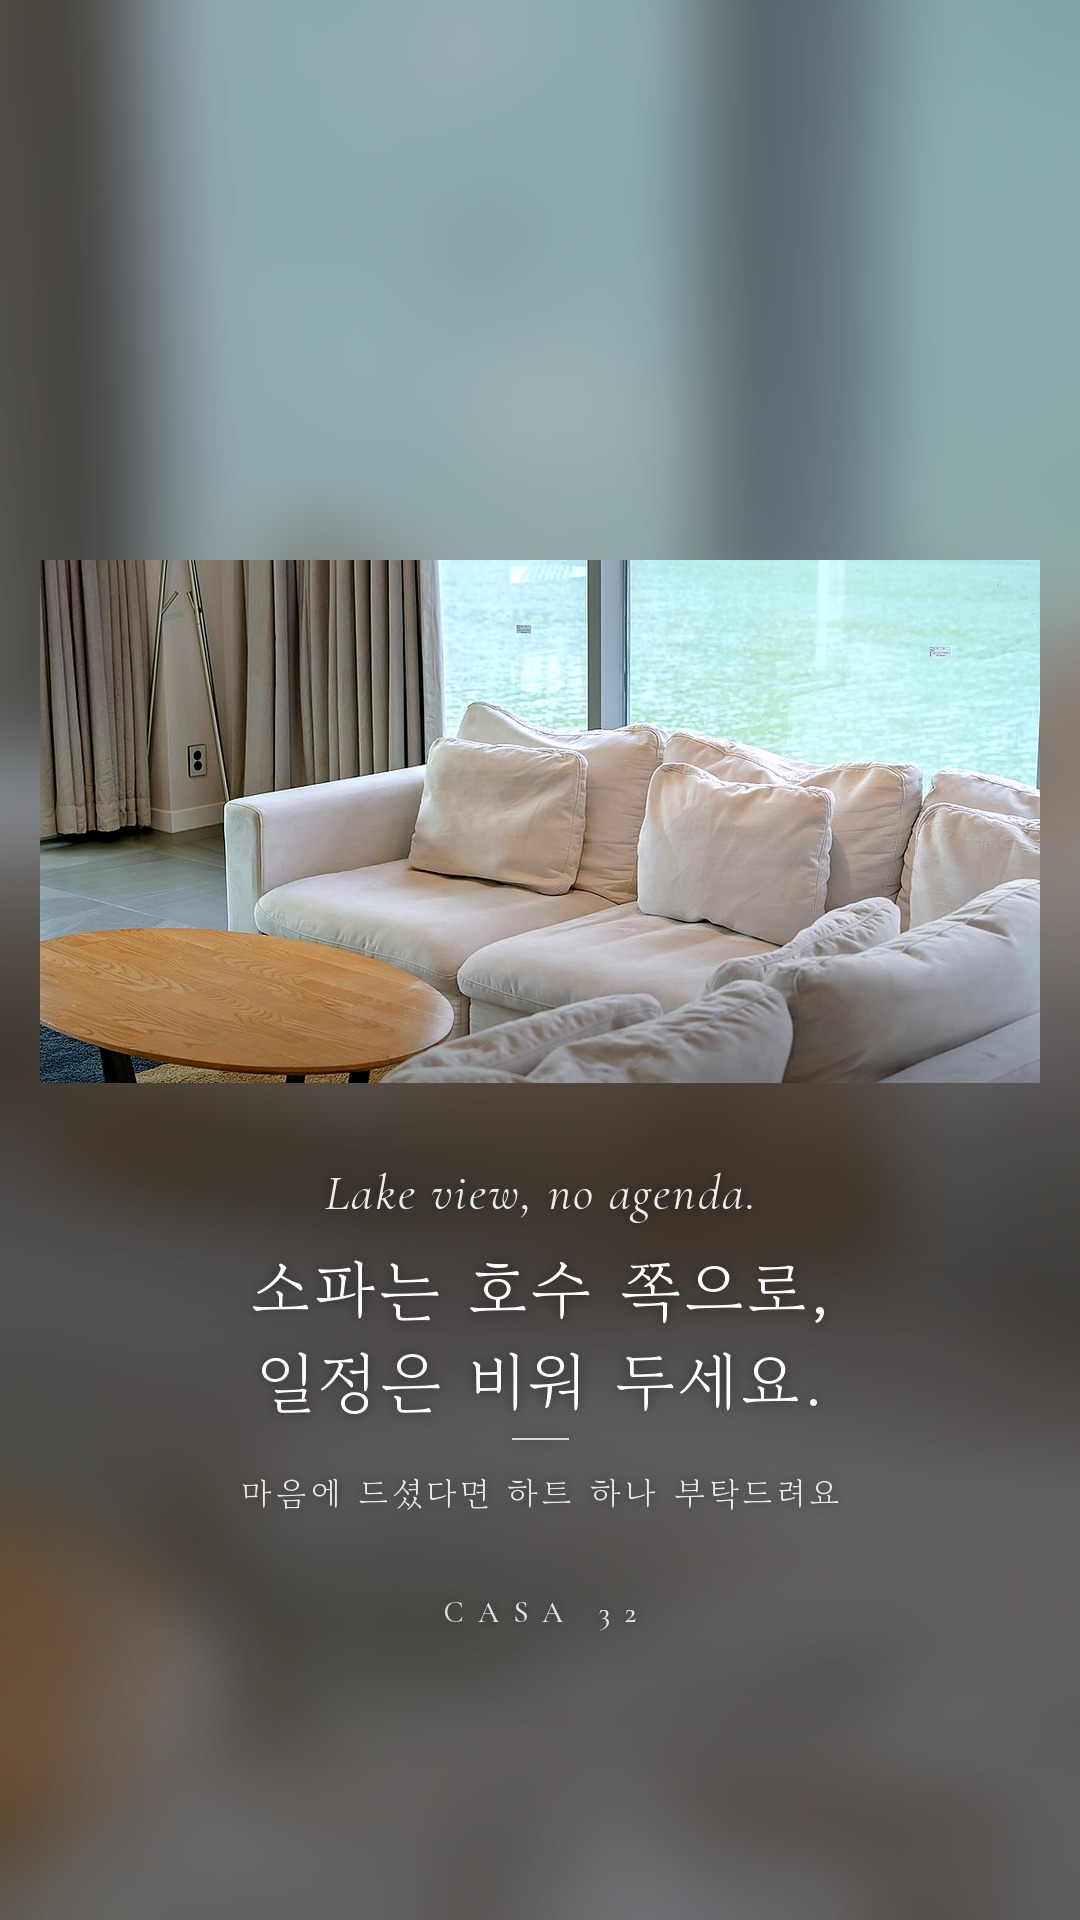 Lake view, no agenda.
소파는 호수 쪽으로,
일정은 비워 두세요.
마음에 드셨다면 하트 하나 부탁드려요
CASA 32